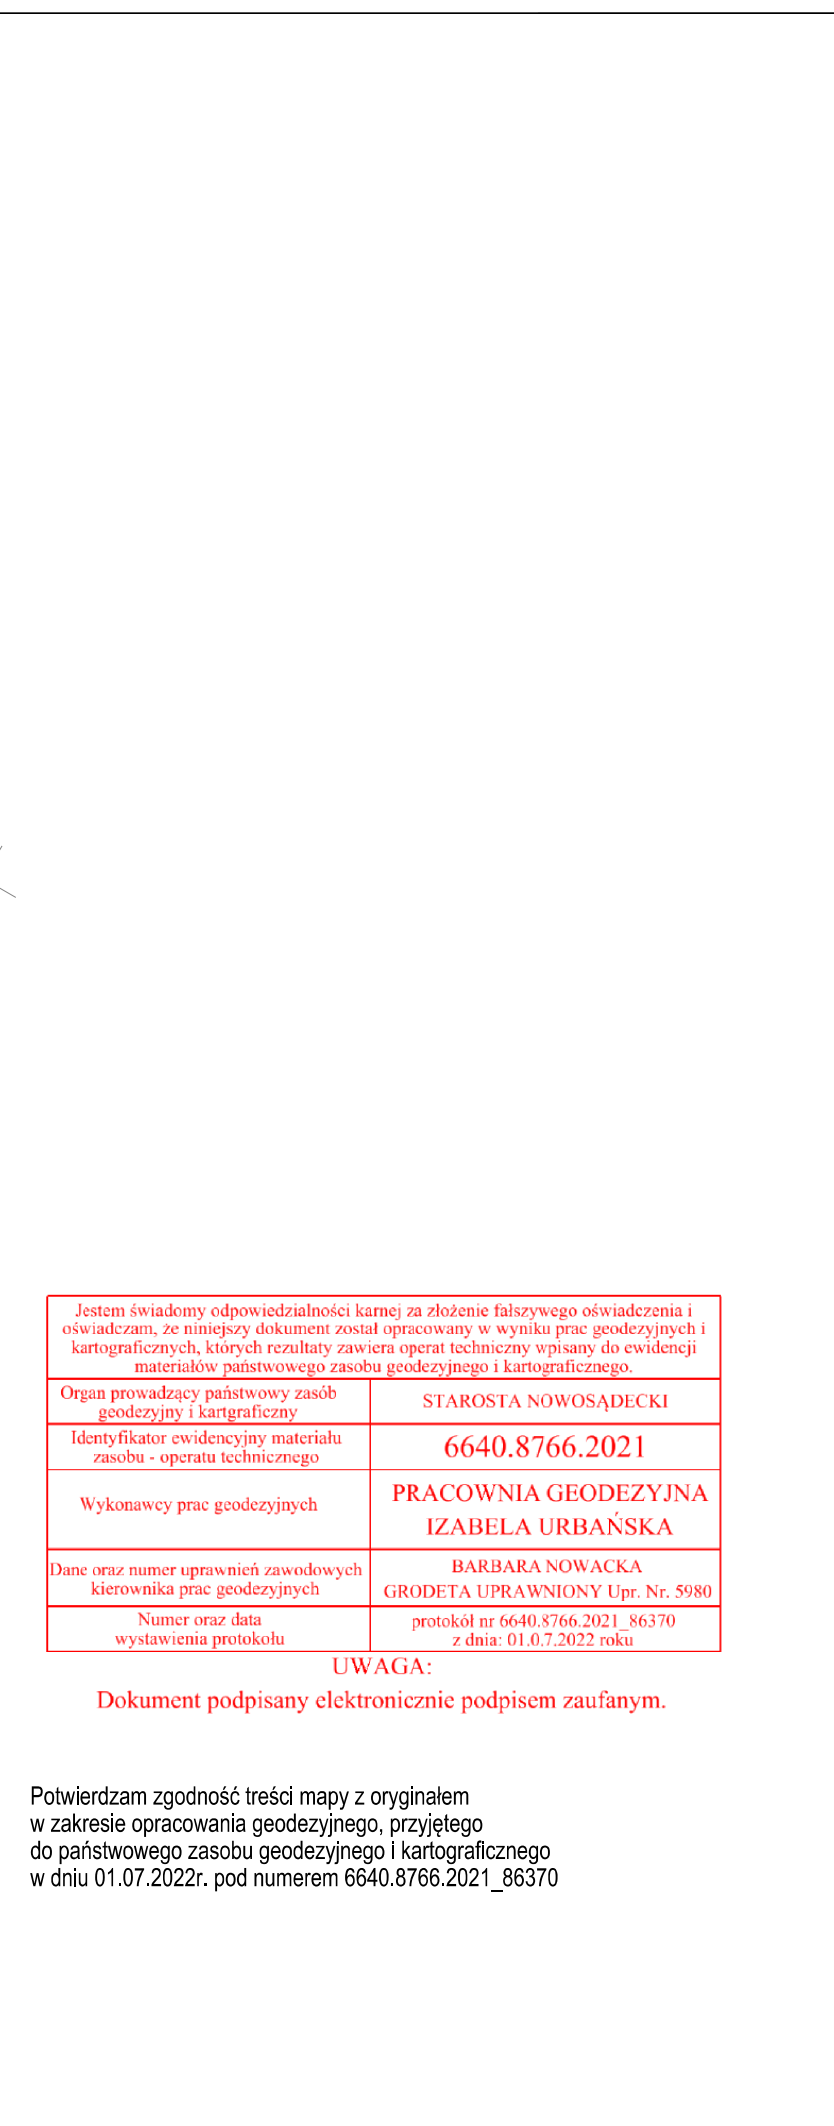 Jestem świadomy odpowiedzialności karnej za złożenie fałszywego oświadczenia i
oświadczam, że niniejszy dokument został opracowany w wyniku prac geodezyjnych i
kartograficznych, których rezultaty zawiera operat techniczny wpisany do ewidencji
materiałów państwowego zasobu geodezyjnego i kartograficznego.
Organ prowadzący państwowy zasób
geodezyjny i kartgraficzny
STAROSTA NOWOSĄDECKI
Identyfikator ewidencyjny materiału
zasobu - operatu technicznego
6640.8766.2021
Wykonawcy prac geodezyjnych
PRACOWNIA GEODEZYJNA
IZABELA URBAŃSKA
Dane oraz numer uprawnień zawodowych
kierownika prac geodezyjnych
BARBARA NOWACKA
GRODETA UPRAWNIONY Upr. Nr. 5980
Numer oraz data
wystawienia protokołu
protokół nr 6640.8766.2021_86370
z dnia: 01.0.7.2022 roku
UWAGA:
Dokument podpisany elektronicznie podpisem zaufanym.
Potwierdzam zgodność treści mapy z oryginałem
w zakresie opracowania geodezyjnego, przyjętego
do państwowego zasobu geodezyjnego i kartograficznego
w dniu 01.07.2022r. pod numerem 6640.8766.2021_86370